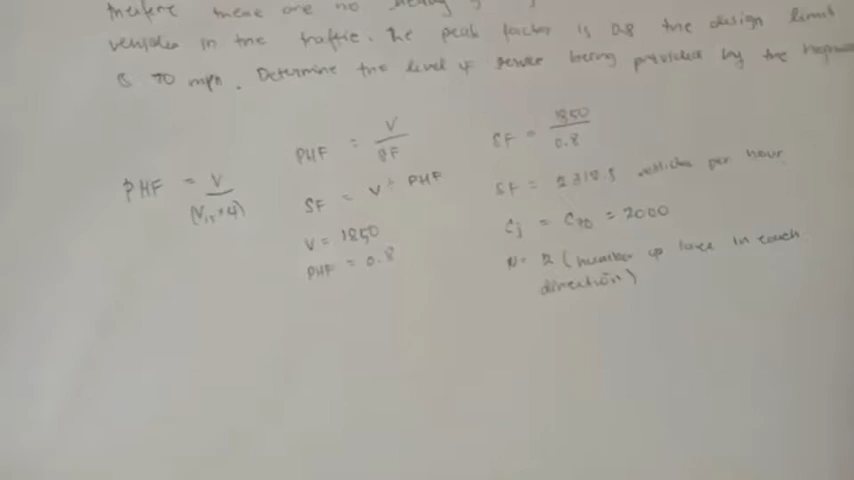 therefore there are no heavy
vehicles in the traffic. The peak factor is 0.8 the design limit
is 70 mph. Determine the level of service being provided by the
PHF = V / (V15 × 4)
PHF = V / SF
SF = V ÷ PHF
V = 1850
PHF = 0.8
SF = 1850 / 0.8
SF = 2312.5 vehicles per hour
Cj = C70 = 2000
N = 2 (number of lane in each
direction)